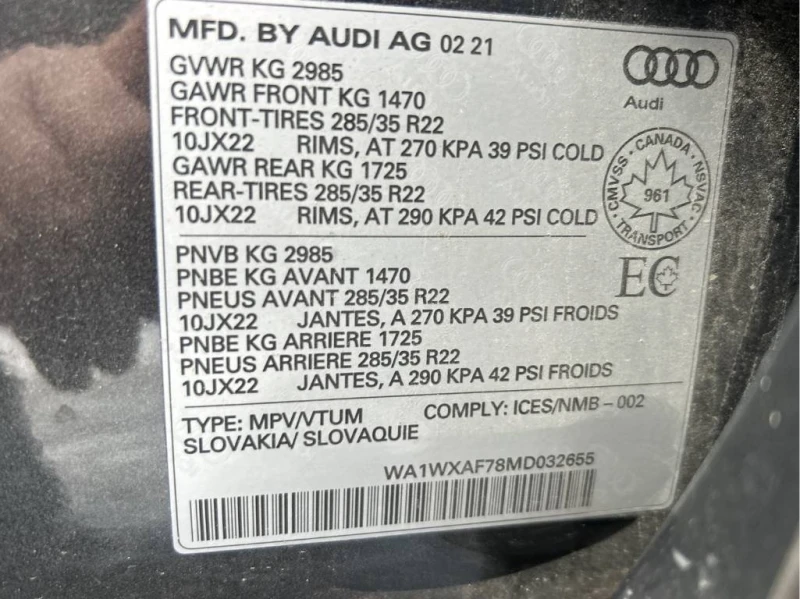 MFD. BY AUDI AG 02 21
GVWR KG 2985
GAWR FRONT KG 1470
FRONT-TIRES 285/35 R22
10JX22 RIMS, AT 270 KPA 39 PSI COLD
GAWR REAR KG 1725
REAR-TIRES 285/35 R22
10JX22 RIMS, AT 290 KPA 42 PSI COLD
Audi
CMVSS · CANADA · NSVAC
961
TRANSPORT
PNVB KG 2985
PNBE KG AVANT 1470
PNEUS AVANT 285/35 R22
10JX22 JANTES, A 270 KPA 39 PSI FROIDS
PNBE KG ARRIERE 1725
PNEUS ARRIERE 285/35 R22
10JX22 JANTES, A 290 KPA 42 PSI FROIDS
EC
TYPE: MPV/VTUM COMPLY: ICES/NMB - 002
SLOVAKIA/ SLOVAQUIE
WA1WXAF78MD032655